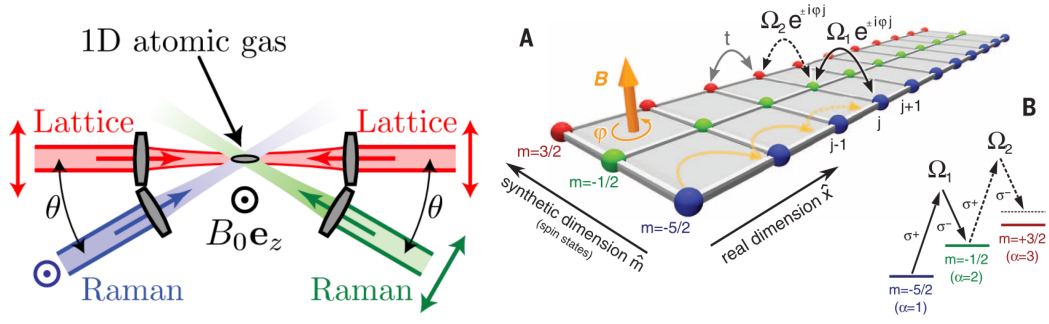 1D atomic gas
Lattice
Lattice
θ
θ
B₀e_z
Raman
Raman
A
B
φ
t
Ω₂e^{±iφj}
Ω₁e^{±iφj}
m=3/2
m=-1/2
m=-5/2
j-1
j
j+1
synthetic dimension m̂
(spin states)
real dimension x̂
B
Ω₁
Ω₂
σ+
σ-
σ+
σ-
m=-5/2
(α=1)
m=-1/2
(α=2)
m=+3/2
(α=3)